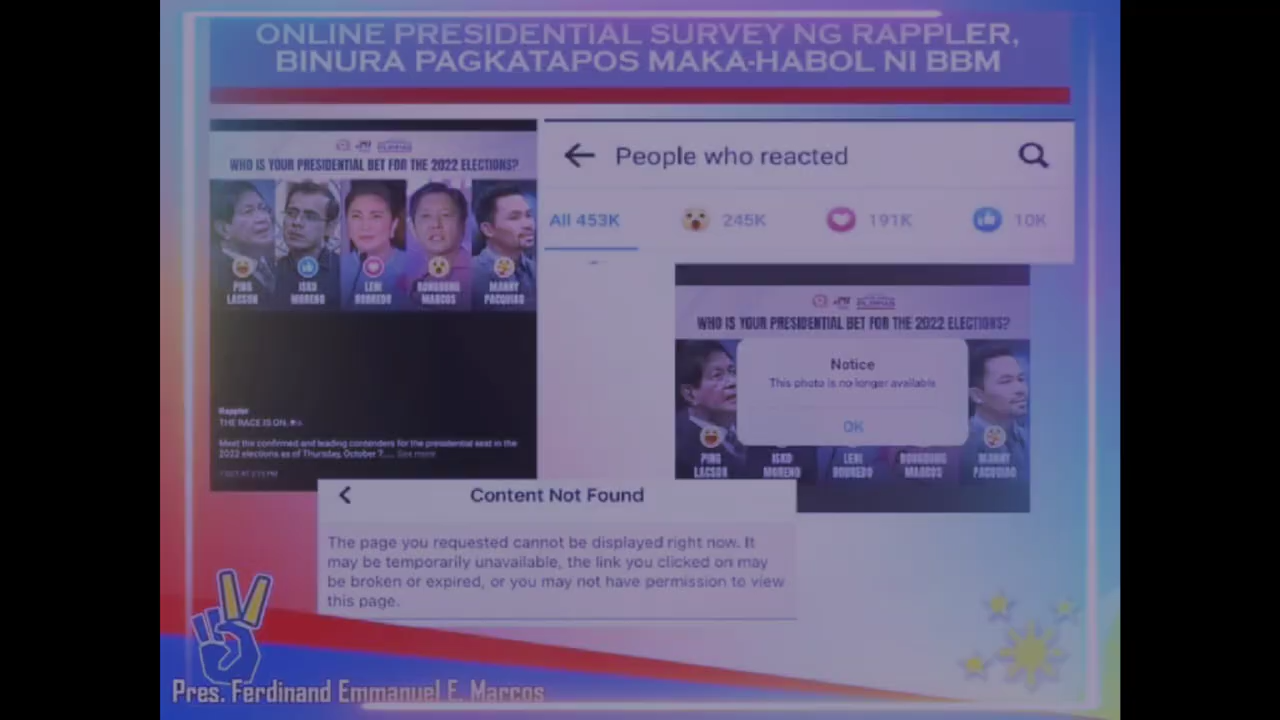 ONLINE PRESIDENTIAL SURVEY NG RAPPLER,
BINURA PAGKATAPOS MAKA-HABOL NI BBM
WHO IS YOUR PRESIDENTIAL BET FOR THE 2022 ELECTIONS?
PING LACSON
ISKO MORENO
LENI ROBREDO
BONGBONG MARCOS
MANNY PACQUIAO
Rappler
THE RACE IS ON.
Meet the confirmed and leading contenders for the presidential seat in the
2022 elections as of Thursday, October 7.... See more
People who reacted
All 453K
245K
191K
10K
WHO IS YOUR PRESIDENTIAL BET FOR THE 2022 ELECTIONS?
Notice
This photo is no longer available
OK
PING LACSON
ISKO MORENO
LENI ROBREDO
BONGBONG MARCOS
MANNY PACQUIAO
Content Not Found
The page you requested cannot be displayed right now. It
may be temporarily unavailable, the link you clicked on may
be broken or expired, or you may not have permission to view
this page.
Pres. Ferdinand Emmanuel E. Marcos